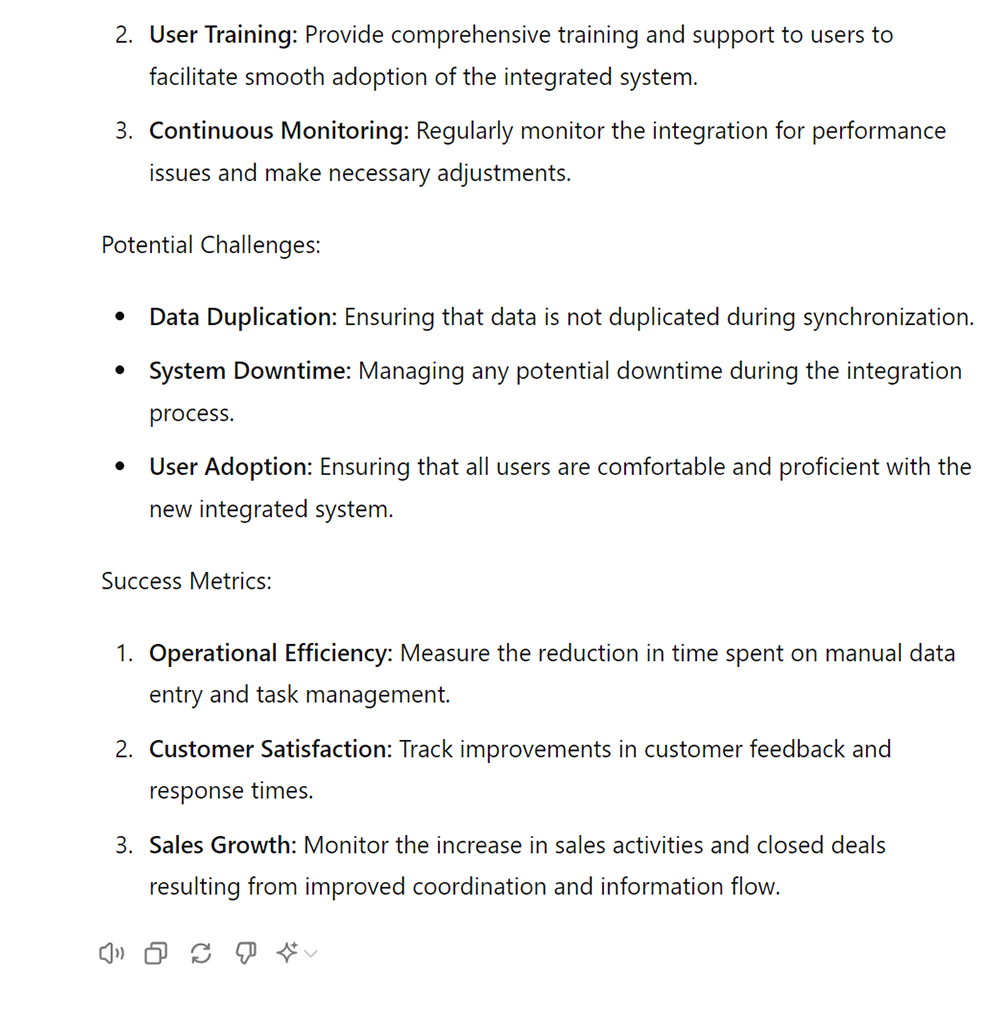 2. User Training: Provide comprehensive training and support to users to
facilitate smooth adoption of the integrated system.
3. Continuous Monitoring: Regularly monitor the integration for performance
issues and make necessary adjustments.
Potential Challenges:
• Data Duplication: Ensuring that data is not duplicated during synchronization.
• System Downtime: Managing any potential downtime during the integration
process.
• User Adoption: Ensuring that all users are comfortable and proficient with the
new integrated system.
Success Metrics:
1. Operational Efficiency: Measure the reduction in time spent on manual data
entry and task management.
2. Customer Satisfaction: Track improvements in customer feedback and
response times.
3. Sales Growth: Monitor the increase in sales activities and closed deals
resulting from improved coordination and information flow.